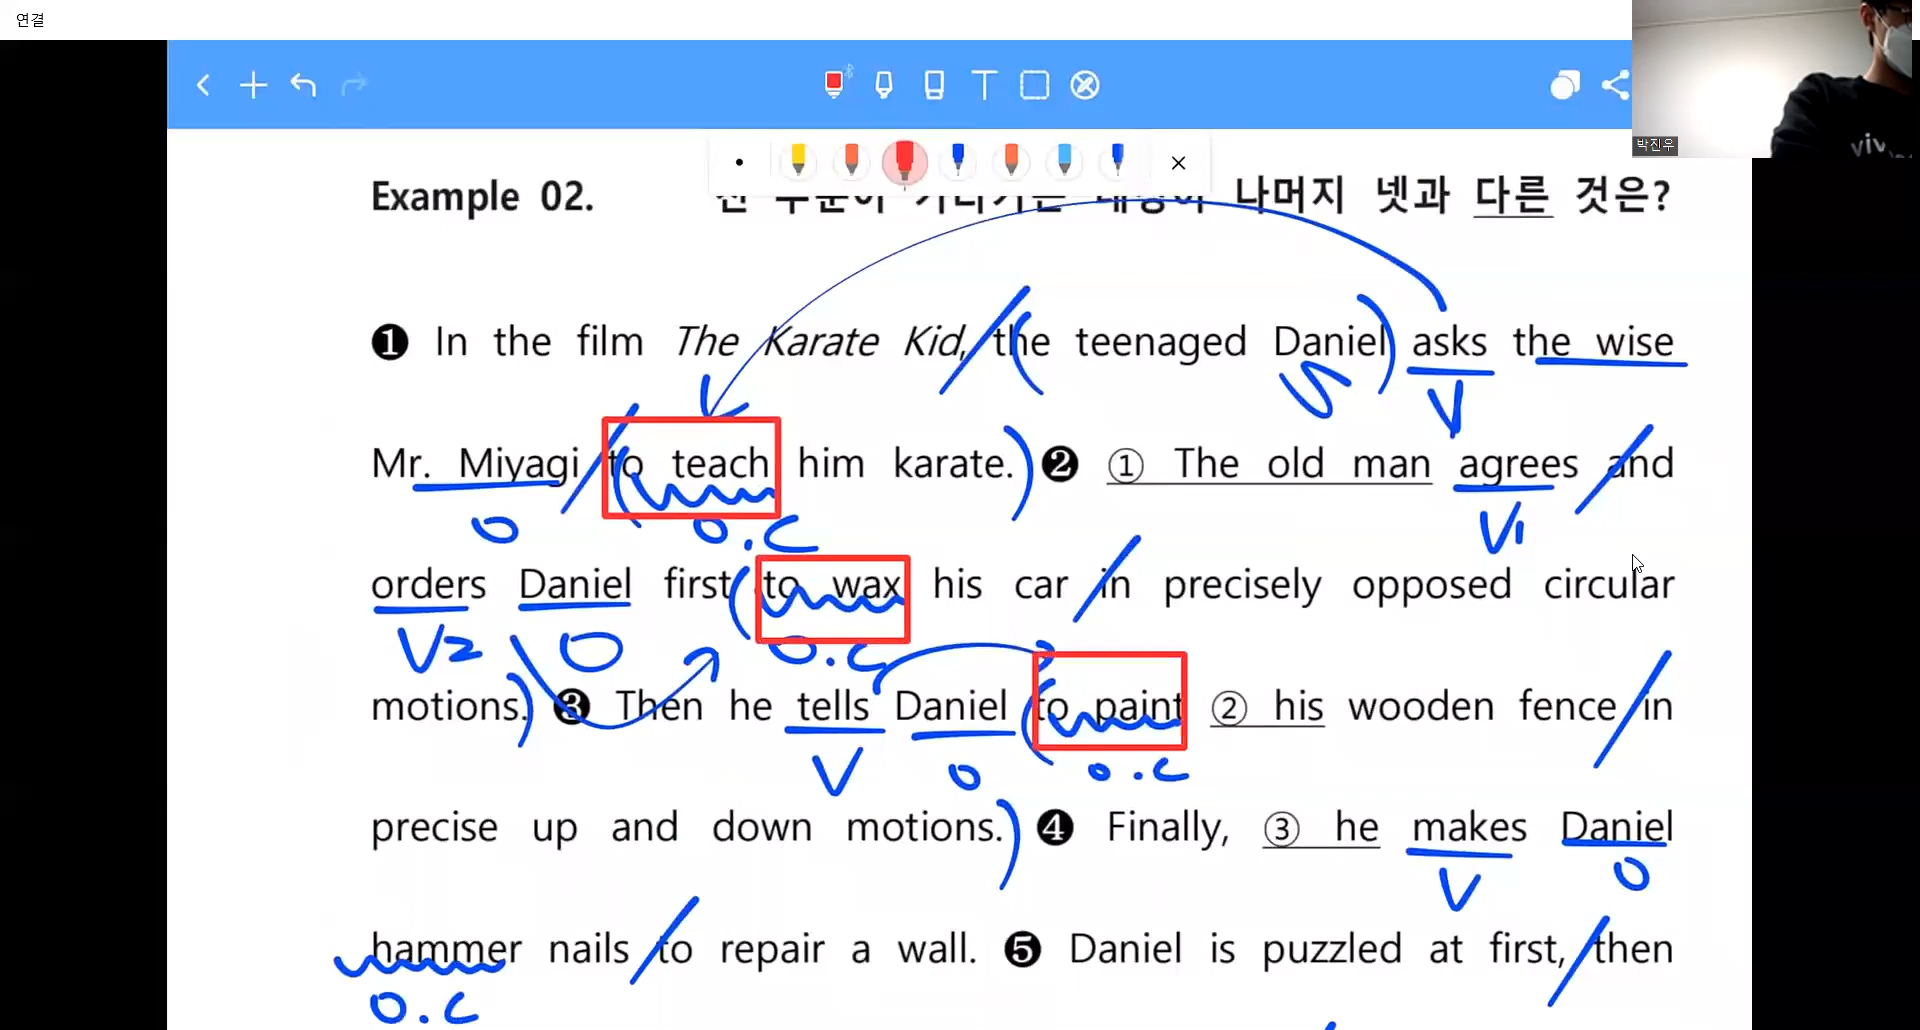 연결
박진우
viv
Example 02. 나머지 넷과 다른 것은?
❶ In the film The Karate Kid, the teenaged Daniel asks the wise
V
Mr. Miyagi to teach him karate. ❷ ① The old man agrees and
O O.C V1
orders Daniel first to wax his car in precisely opposed circular
V2 O O.C
motions. ❸ Then he tells Daniel to paint ② his wooden fence in
V O O.C
precise up and down motions. ❹ Finally, ③ he makes Daniel
V O
hammer nails to repair a wall. ❺ Daniel is puzzled at first, then
O.C